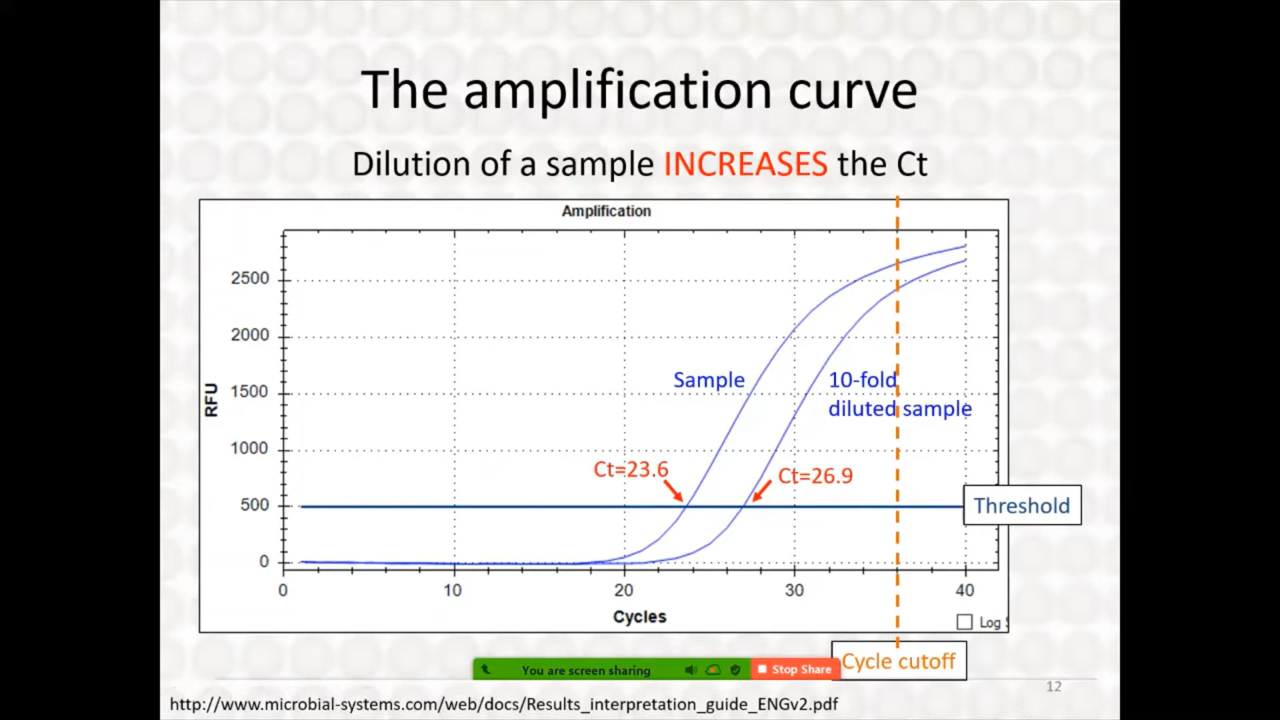 The amplification curve
Dilution of a sample INCREASES the Ct
Amplification
2500
2000
1500
1000
500
0
RFU
Sample
10-fold
diluted sample
Ct=23.6
Ct=26.9
Threshold
0
10
20
30
40
Cycles
Log
Cycle cutoff
You are screen sharing
Stop Share
12
http://www.microbial-systems.com/web/docs/Results_interpretation_guide_ENGv2.pdf